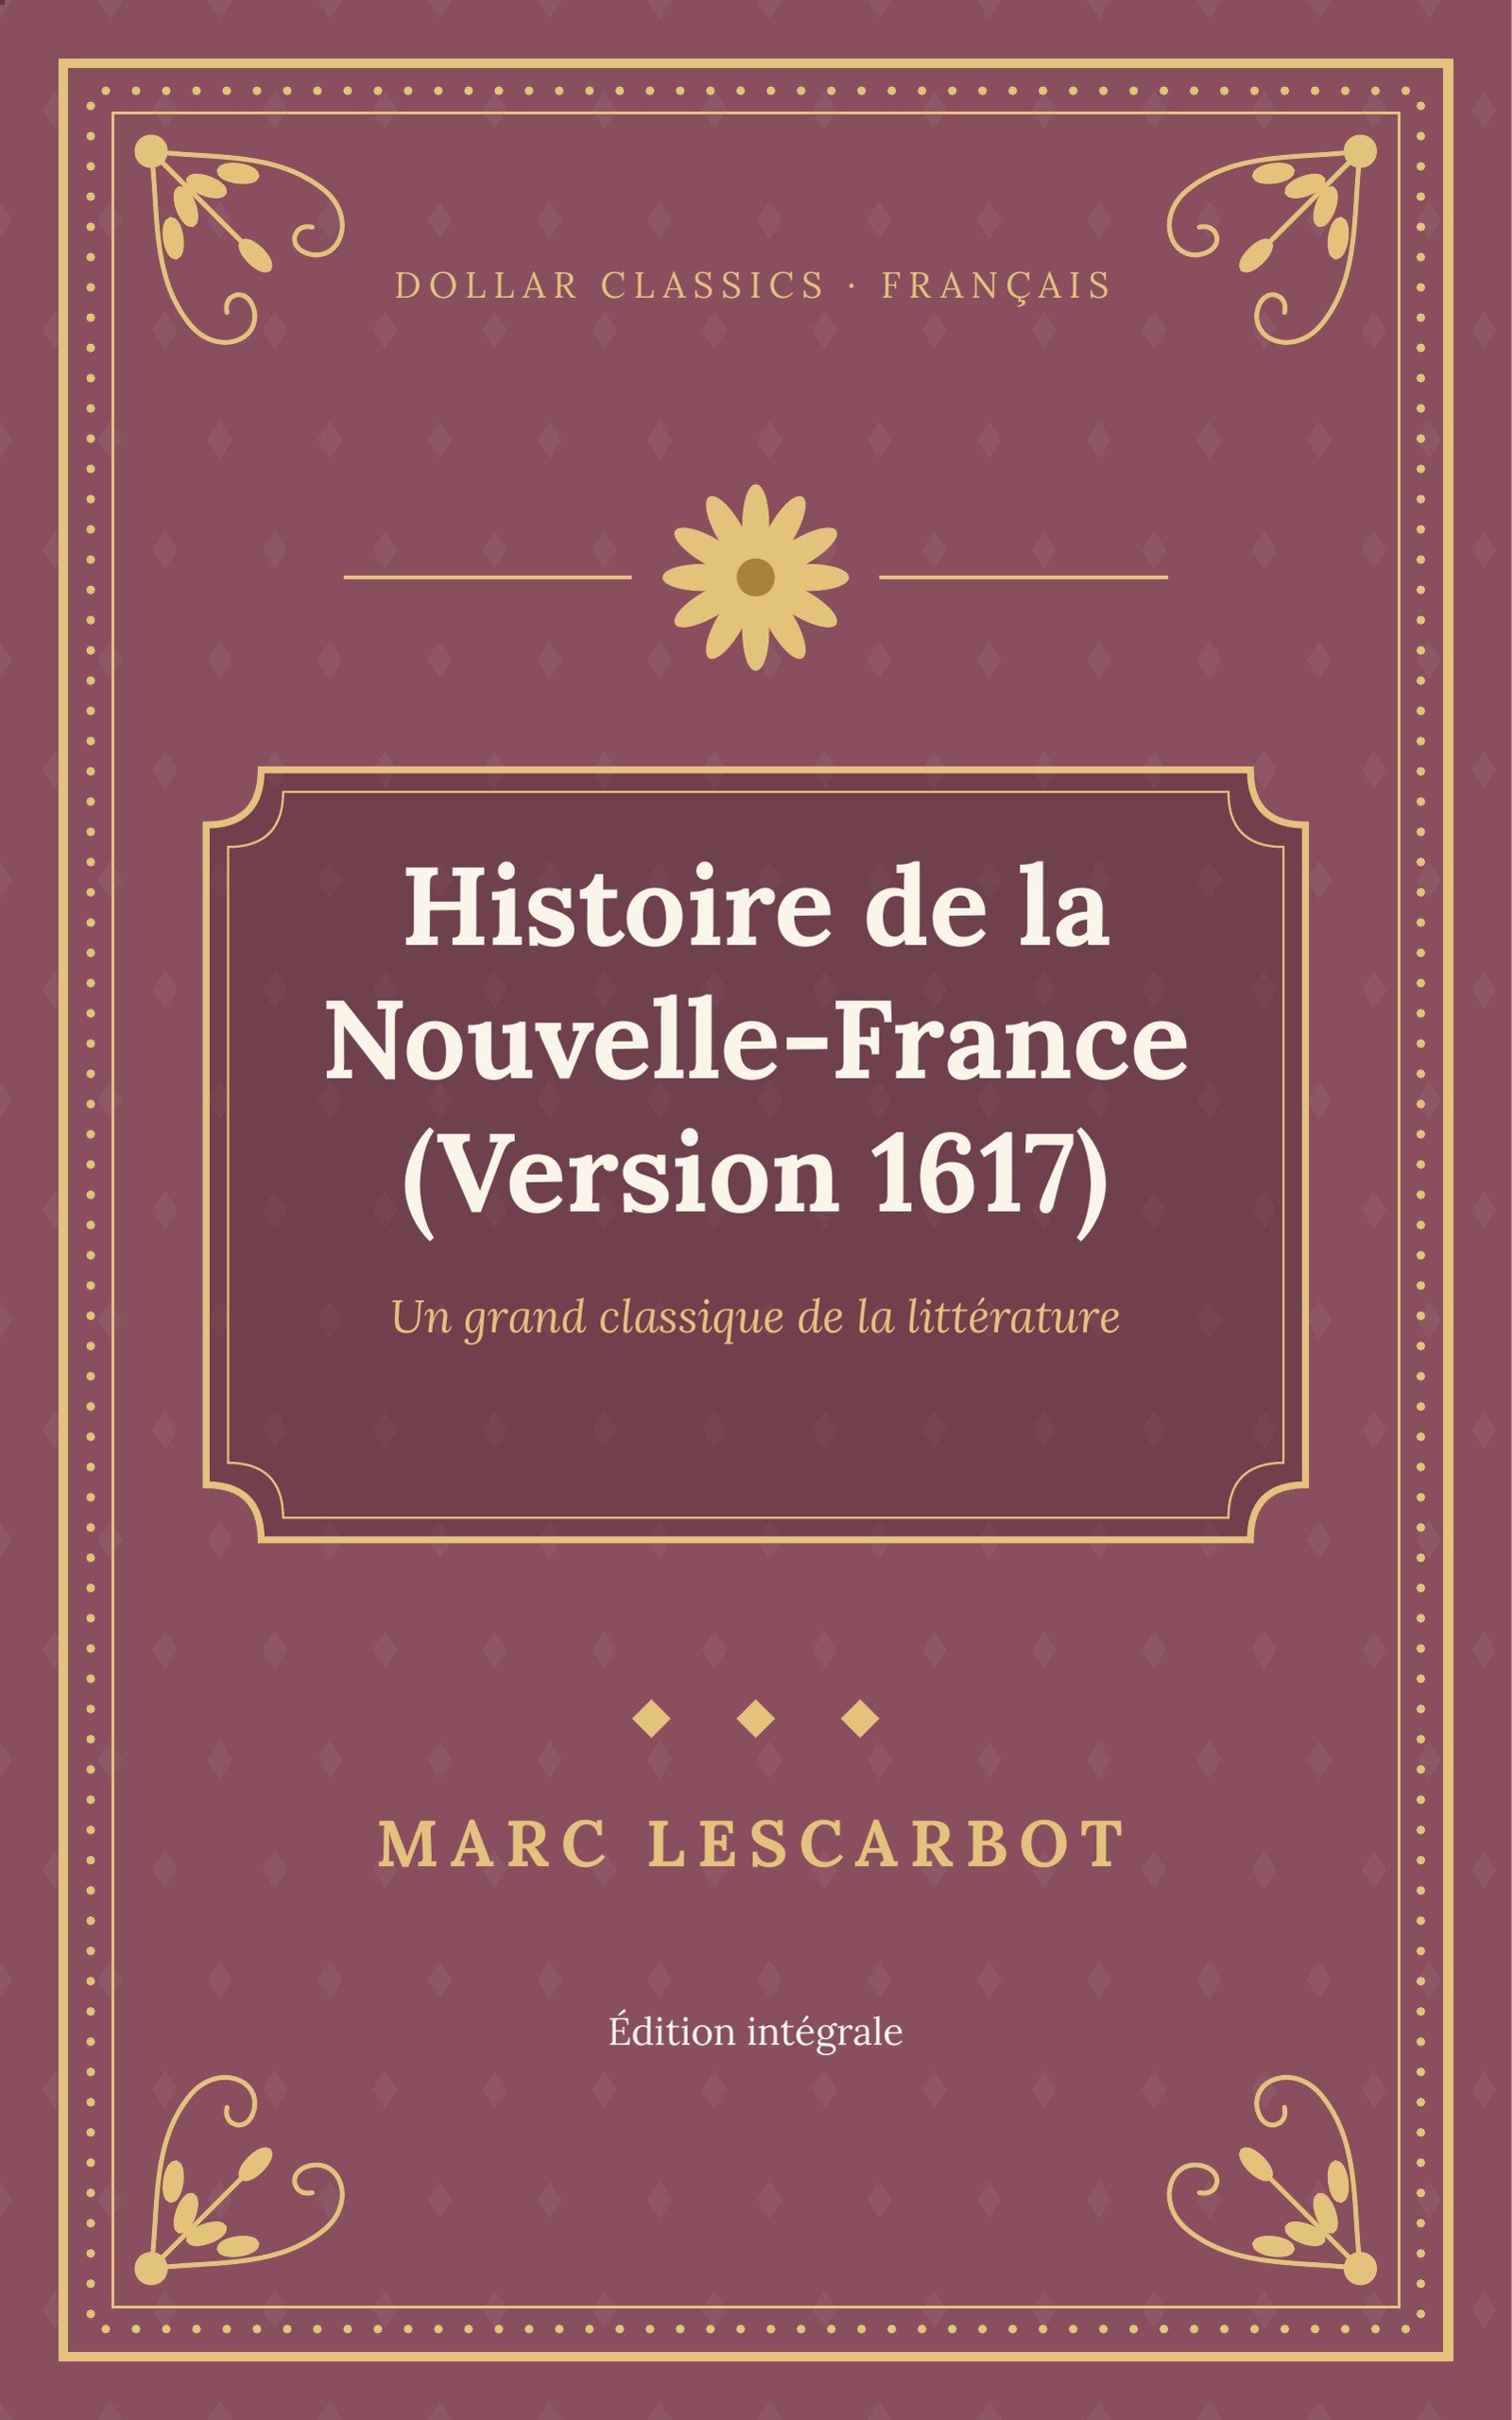 DOLLAR CLASSICS · FRANÇAIS
Histoire de la
Nouvelle-France
(Version 1617)
Un grand classique de la littérature
MARC LESCARBOT
Édition intégrale